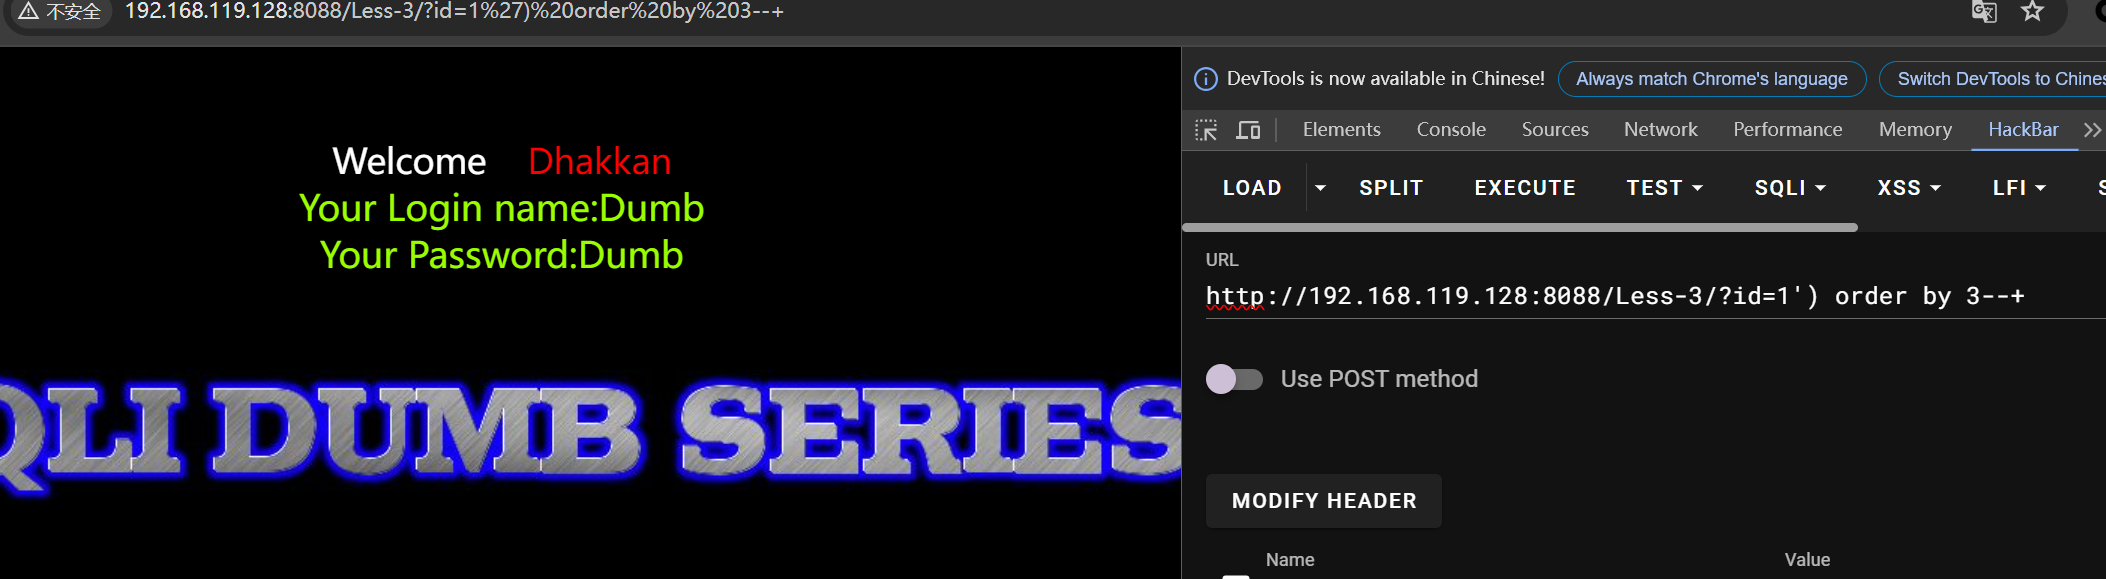 不安全 192.168.119.128:8088/Less-3/?id=1%27)%20order%20by%203--+
Welcome Dhakkan
Your Login name:Dumb
Your Password:Dumb
QLI DUMB SERIES
DevTools is now available in Chinese! Always match Chrome's language Switch DevTools to Chines
Elements Console Sources Network Performance Memory HackBar
LOAD SPLIT EXECUTE TEST SQLI XSS LFI S
URL
http://192.168.119.128:8088/Less-3/?id=1') order by 3--+
Use POST method
MODIFY HEADER
Name Value